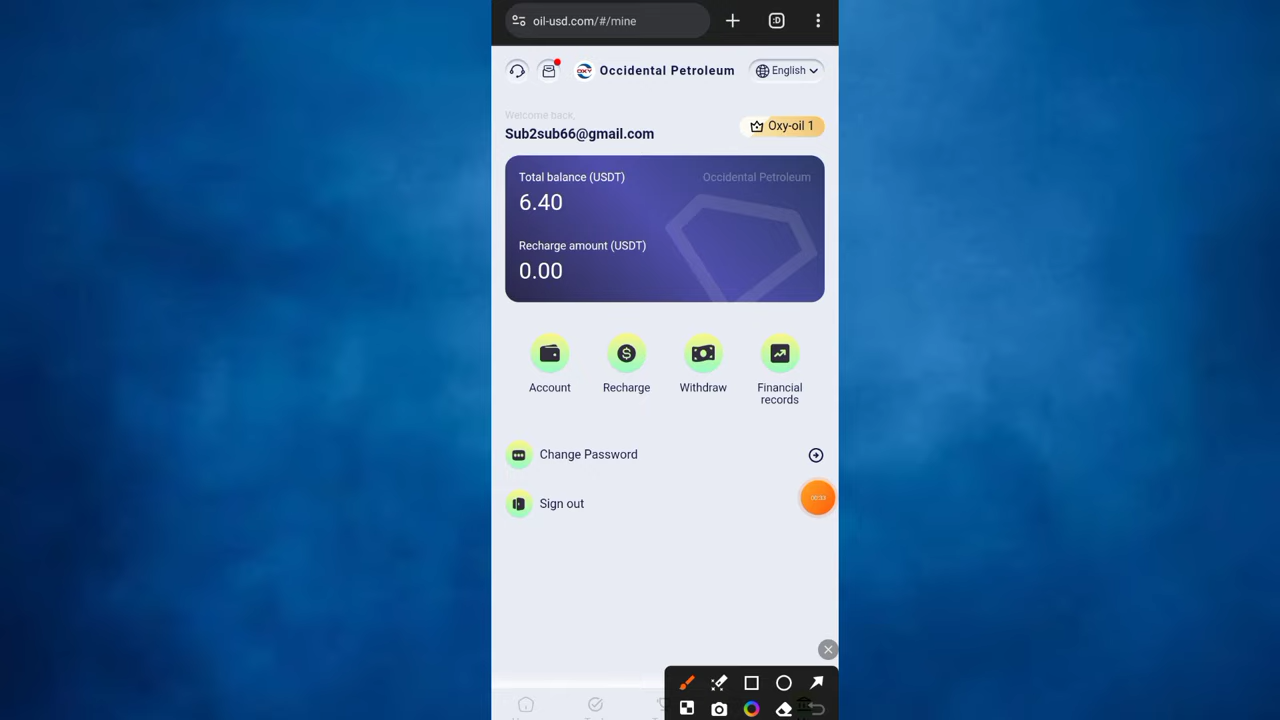 oil-usd.com/#/mine
:D
OXY Occidental Petroleum
English
Welcome back,
Sub2sub66@gmail.com
Oxy-oil 1
Total balance (USDT)
Occidental Petroleum
6.40
Recharge amount (USDT)
0.00
Account
Recharge
Withdraw
Financial
records
Change Password
Sign out